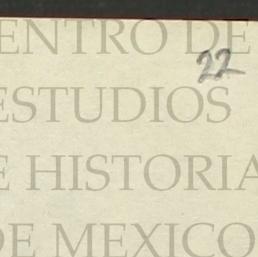 ENTRO DE
22
ESTUDIOS
E HISTORIA
DE MEXICO